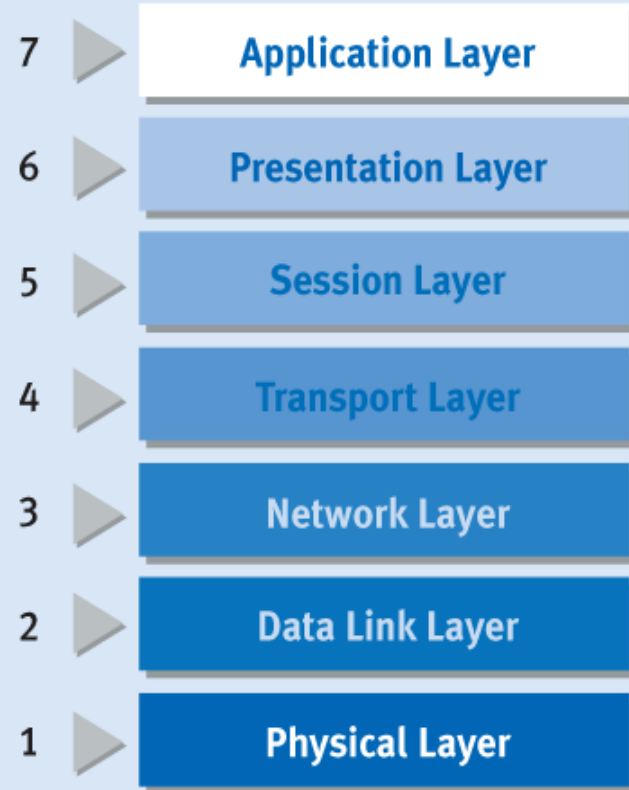 7 Application Layer
6 Presentation Layer
5 Session Layer
4 Transport Layer
3 Network Layer
2 Data Link Layer
1 Physical Layer